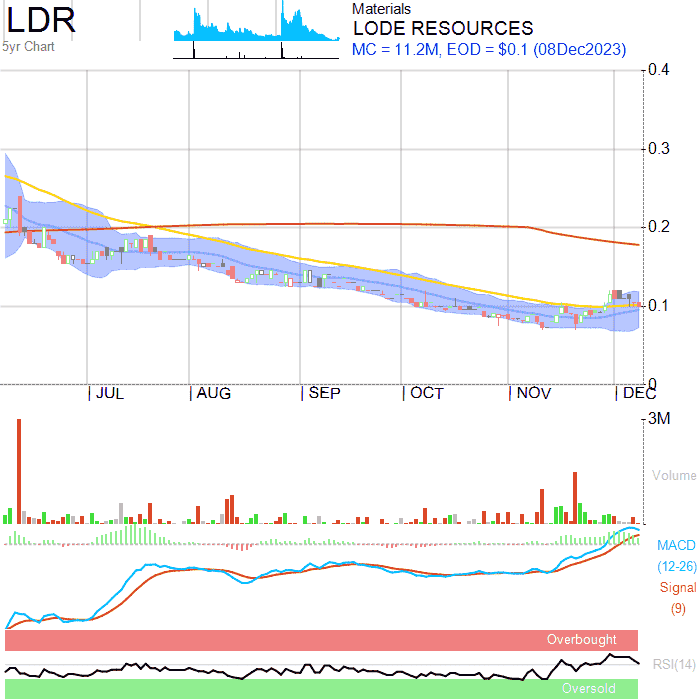 LDR
5yr Chart
Materials
LODE RESOURCES
MC = 11.2M, EOD = $0.1 (08Dec2023)
0.4
0.3
0.2
0.1
0
JUL AUG SEP OCT NOV DEC
3M
Volume
MACD
(12-26)
Signal
(9)
Overbought
RSI(14)
Oversold